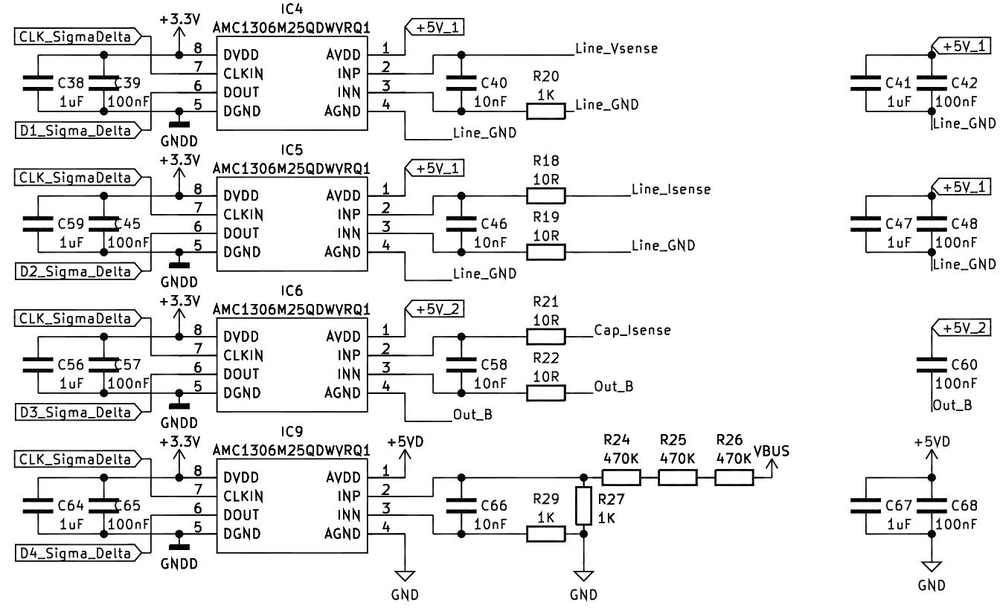 IC4
AMC1306M25QDWVRQ1
+3.3V
+5V_1
CLK_SigmaDelta
8 DVDD AVDD 1
Line_Vsense
7 CLKIN INP 2
6 DOUT INN 3
5 DGND AGND 4
C38 1uF
C39 100nF
C40 10nF
R20 1K
Line_GND
Line_GND
D1_Sigma_Delta
GNDD
+5V_1
C41 1uF
C42 100nF
Line_GND
IC5
AMC1306M25QDWVRQ1
+3.3V
+5V_1
CLK_SigmaDelta
8 DVDD AVDD 1
7 CLKIN INP 2
6 DOUT INN 3
5 DGND AGND 4
C59 1uF
C45 100nF
C46 10nF
R18 10R
Line_Isense
R19 10R
Line_GND
Line_GND
D2_Sigma_Delta
GNDD
+5V_1
C47 1uF
C48 100nF
Line_GND
IC6
AMC1306M25QDWVRQ1
+3.3V
+5V_2
CLK_SigmaDelta
8 DVDD AVDD 1
7 CLKIN INP 2
6 DOUT INN 3
5 DGND AGND 4
C56 1uF
C57 100nF
C58 10nF
R21 10R
Cap_Isense
R22 10R
Out_B
Out_B
D3_Sigma_Delta
GNDD
+5V_2
C60 100nF
Out_B
IC9
AMC1306M25QDWVRQ1
+3.3V
+5VD
CLK_SigmaDelta
8 DVDD AVDD 1
7 CLKIN INP 2
6 DOUT INN 3
5 DGND AGND 4
C64 1uF
C65 100nF
C66 10nF
R24 470K
R25 470K
R26 470K
VBUS
R29 1K
R27 1K
D4_Sigma_Delta
GNDD
GND
GND
+5VD
C67 1uF
C68 100nF
GND